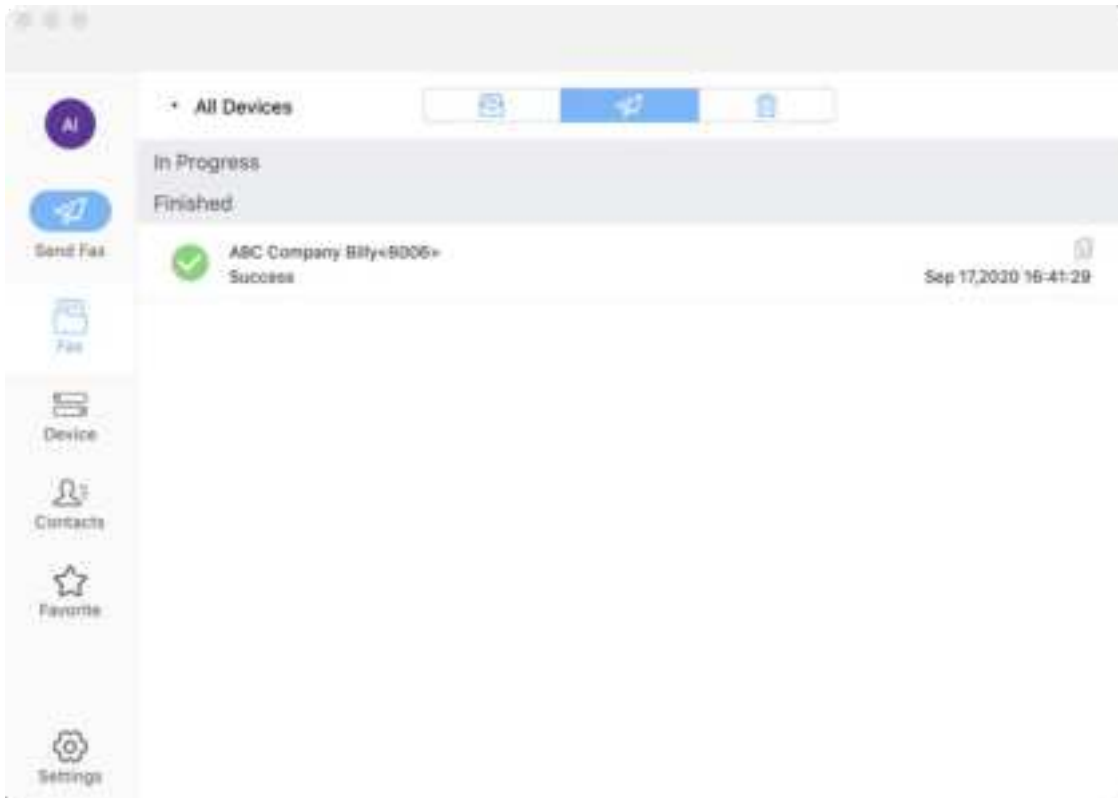 AI
All Devices
In Progress
Finished
Send Fax
ABC Company Billy<8006>
Success
Sep 17,2020 16:41:29
Fax
Device
Contacts
Favorite
Settings